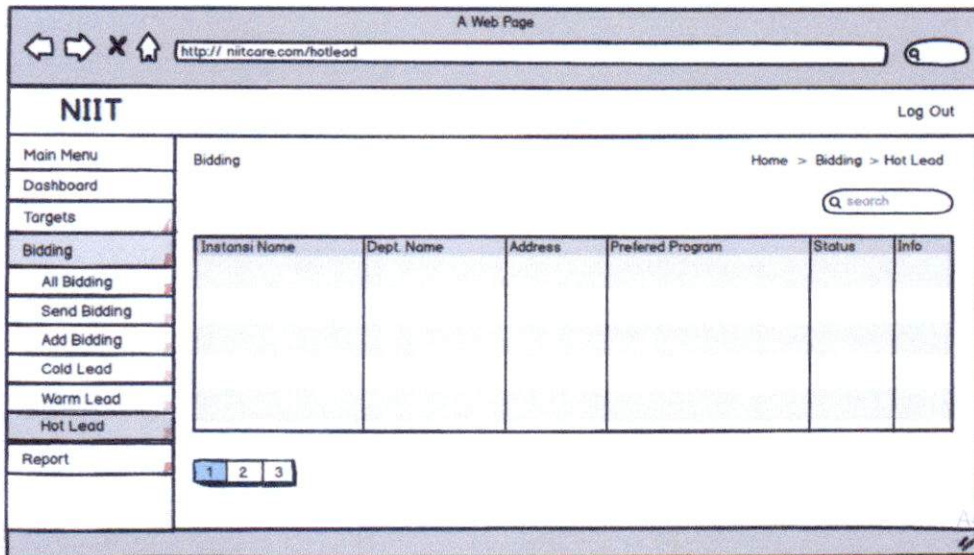 A Web Page
http:// niitcare.com/hotlead
NIIT
Log Out
Main Menu
Dashboard
Targets
Bidding
All Bidding
Send Bidding
Add Bidding
Cold Lead
Warm Lead
Hot Lead
Report
Bidding
Home > Bidding > Hot Lead
search
Instansi Name Dept. Name Address Prefered Program Status Info
1 2 3